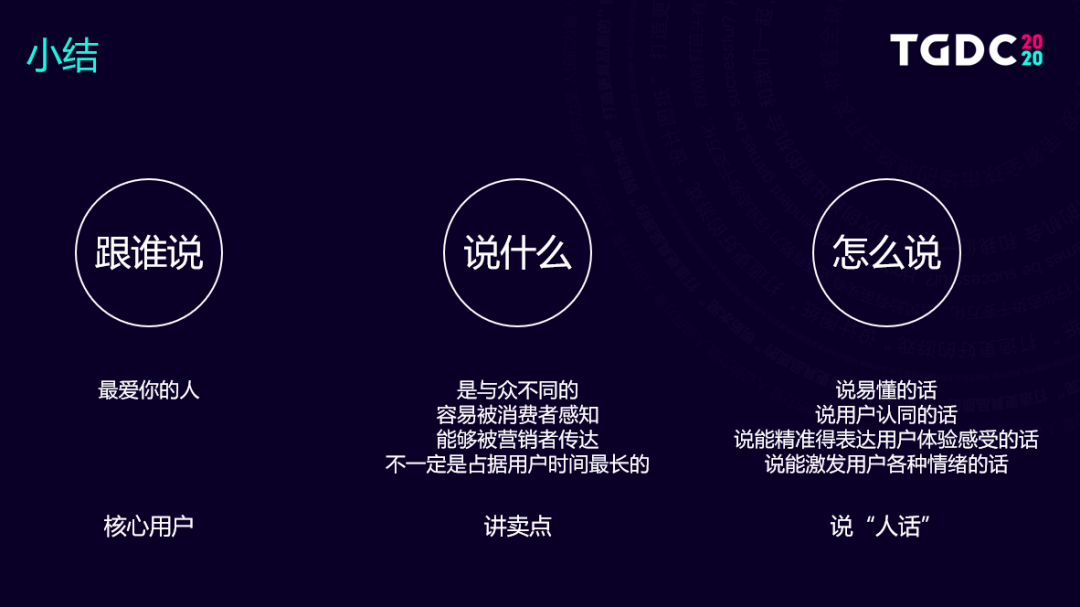 小结
TGDC 2020
跟谁说
说什么
怎么说
最爱你的人
是与众不同的
容易被消费者感知
能够被营销者传达
不一定是占据用户时间最长的
说易懂的话
说用户认同的话
说能精准得表达用户体验感受的话
说能激发用户各种情绪的话
核心用户
讲卖点
说“人话”